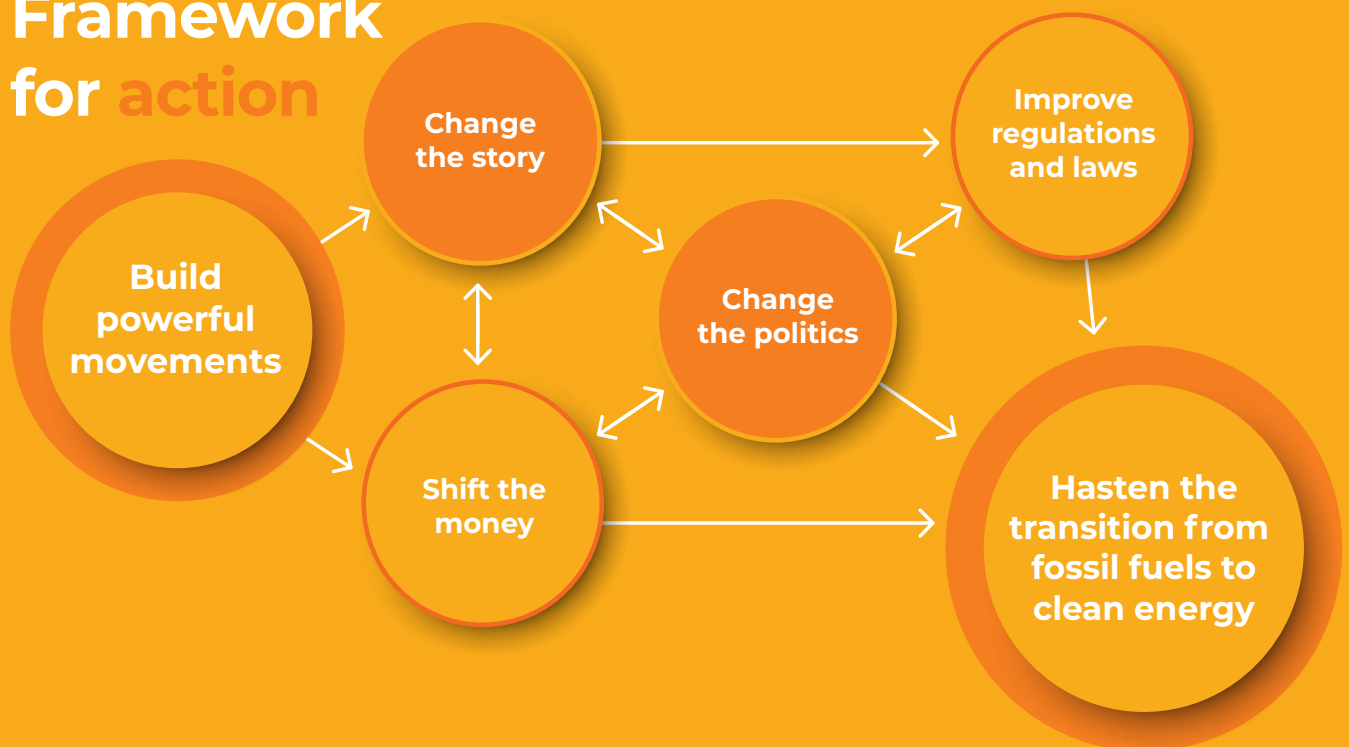 Framework
for action
Change
the story
Improve
regulations
and laws
Build
powerful
movements
Change
the politics
Shift the
money
Hasten the
transition from
fossil fuels to
clean energy